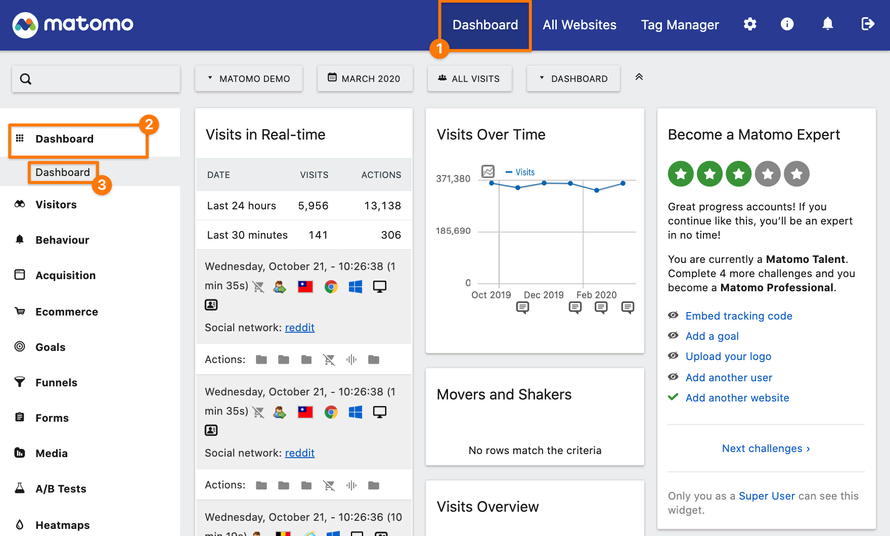 matomo
Dashboard
All Websites
Tag Manager
1
MATOMO DEMO
MARCH 2020
ALL VISITS
DASHBOARD
2
Dashboard
Dashboard
3
Visitors
Behaviour
Acquisition
Ecommerce
Goals
Funnels
Forms
Media
A/B Tests
Heatmaps
Visits in Real-time
DATE VISITS ACTIONS
Last 24 hours 5,956 13,138
Last 30 minutes 141 306
Wednesday, October 21, - 10:26:38 (1
min 35s)
Social network: reddit
Actions:
Wednesday, October 21, - 10:26:38 (1
min 35s)
Social network: reddit
Actions:
Wednesday, October 21, - 10:26:36 (10
min 19s)
Visits Over Time
Visits
371,380
185,690
0
Oct 2019 Dec 2019 Feb 2020
Movers and Shakers
No rows match the criteria
Visits Overview
Become a Matomo Expert
Great progress accounts! If you
continue like this, you’ll be an expert
in no time!
You are currently a Matomo Talent.
Complete 4 more challenges and you
become a Matomo Professional.
Embed tracking code
Add a goal
Upload your logo
Add another user
Add another website
Next challenges ›
Only you as a Super User can see this
widget.